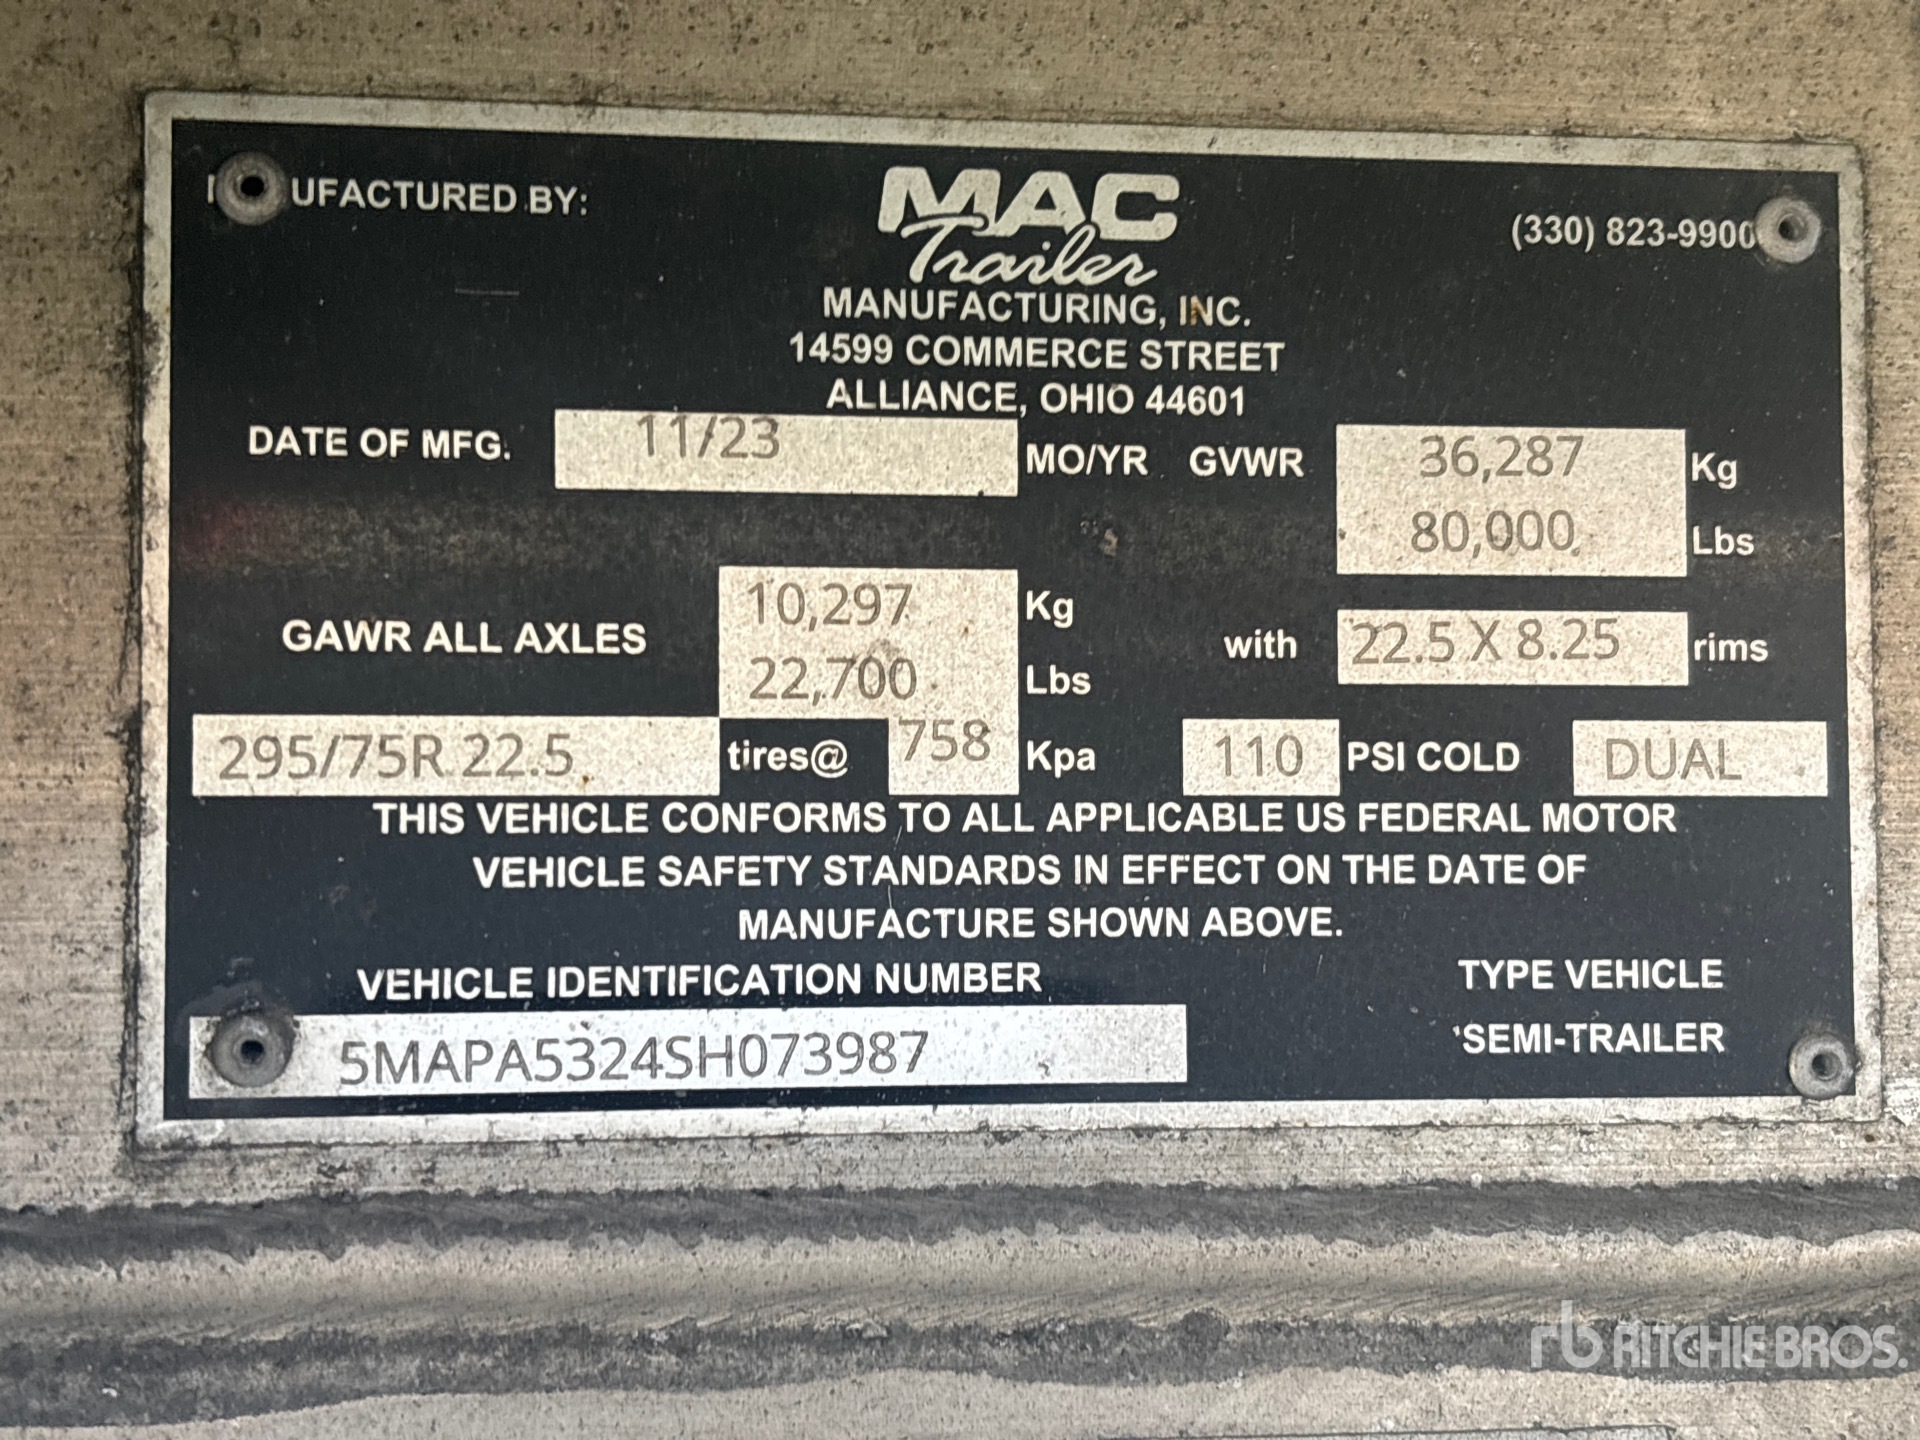 UFACTURED BY:
MAC
Trailer
(330) 823-9900
MANUFACTURING, INC.
14599 COMMERCE STREET
ALLIANCE, OHIO 44601
DATE OF MFG. 11/23 MO/YR GVWR 36,287 Kg
80,000 Lbs
GAWR ALL AXLES 10,297 Kg
22,700 Lbs with 22.5 X 8.25 rims
295/75R 22.5 tires@ 758 Kpa 110 PSI COLD DUAL
THIS VEHICLE CONFORMS TO ALL APPLICABLE US FEDERAL MOTOR
VEHICLE SAFETY STANDARDS IN EFFECT ON THE DATE OF
MANUFACTURE SHOWN ABOVE.
VEHICLE IDENTIFICATION NUMBER TYPE VEHICLE
5MAPA5324SH073987 SEMI-TRAILER
rb RITCHIE BROS.
Auctioneers